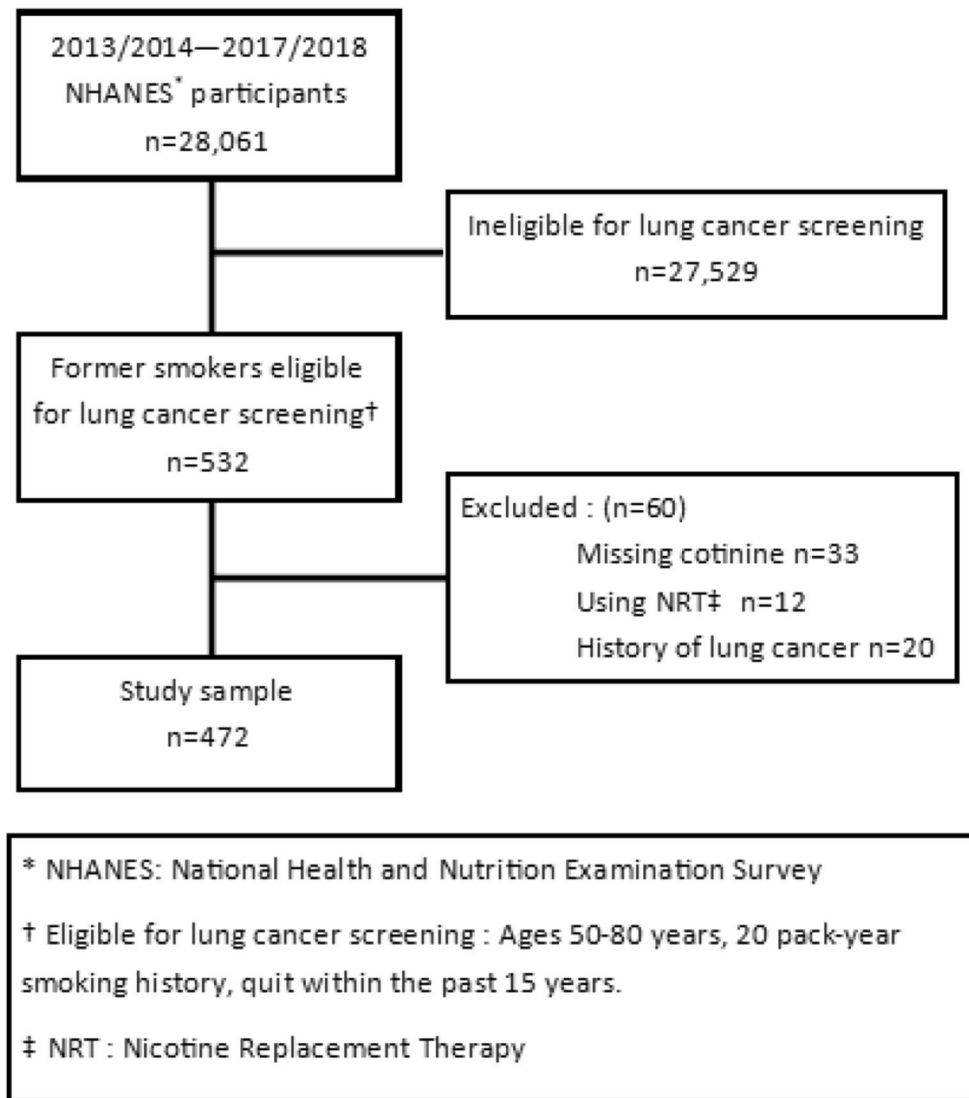 2013/2014—2017/2018
NHANES* participants
n=28,061
Ineligible for lung cancer screening
n=27,529
Former smokers eligible
for lung cancer screening†
n=532
Excluded : (n=60)
Missing cotinine n=33
Using NRT‡ n=12
History of lung cancer n=20
Study sample
n=472
* NHANES: National Health and Nutrition Examination Survey
† Eligible for lung cancer screening : Ages 50-80 years, 20 pack-year
smoking history, quit within the past 15 years.
‡ NRT : Nicotine Replacement Therapy